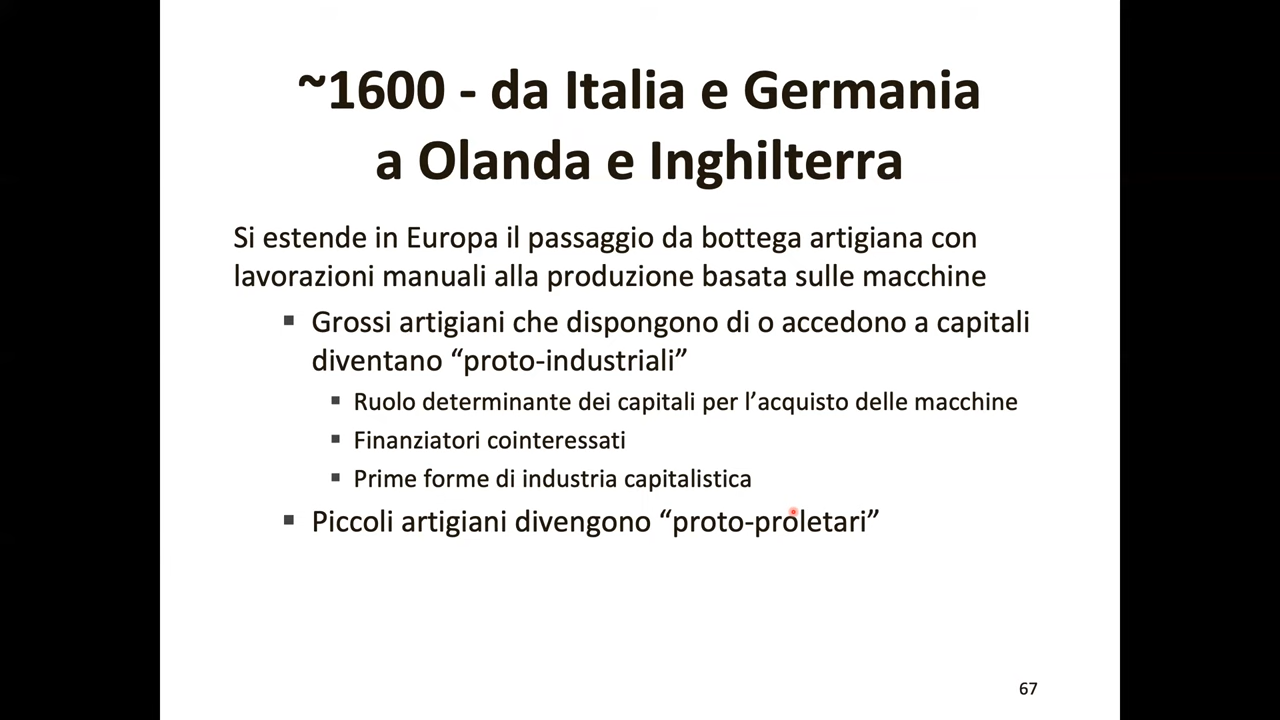 ~1600 - da Italia e Germania
a Olanda e Inghilterra
Si estende in Europa il passaggio da bottega artigiana con
lavorazioni manuali alla produzione basata sulle macchine
▪ Grossi artigiani che dispongono di o accedono a capitali
diventano “proto-industriali”
▪ Ruolo determinante dei capitali per l’acquisto delle macchine
▪ Finanziatori cointeressati
▪ Prime forme di industria capitalistica
▪ Piccoli artigiani divengono “proto-proletari”
67